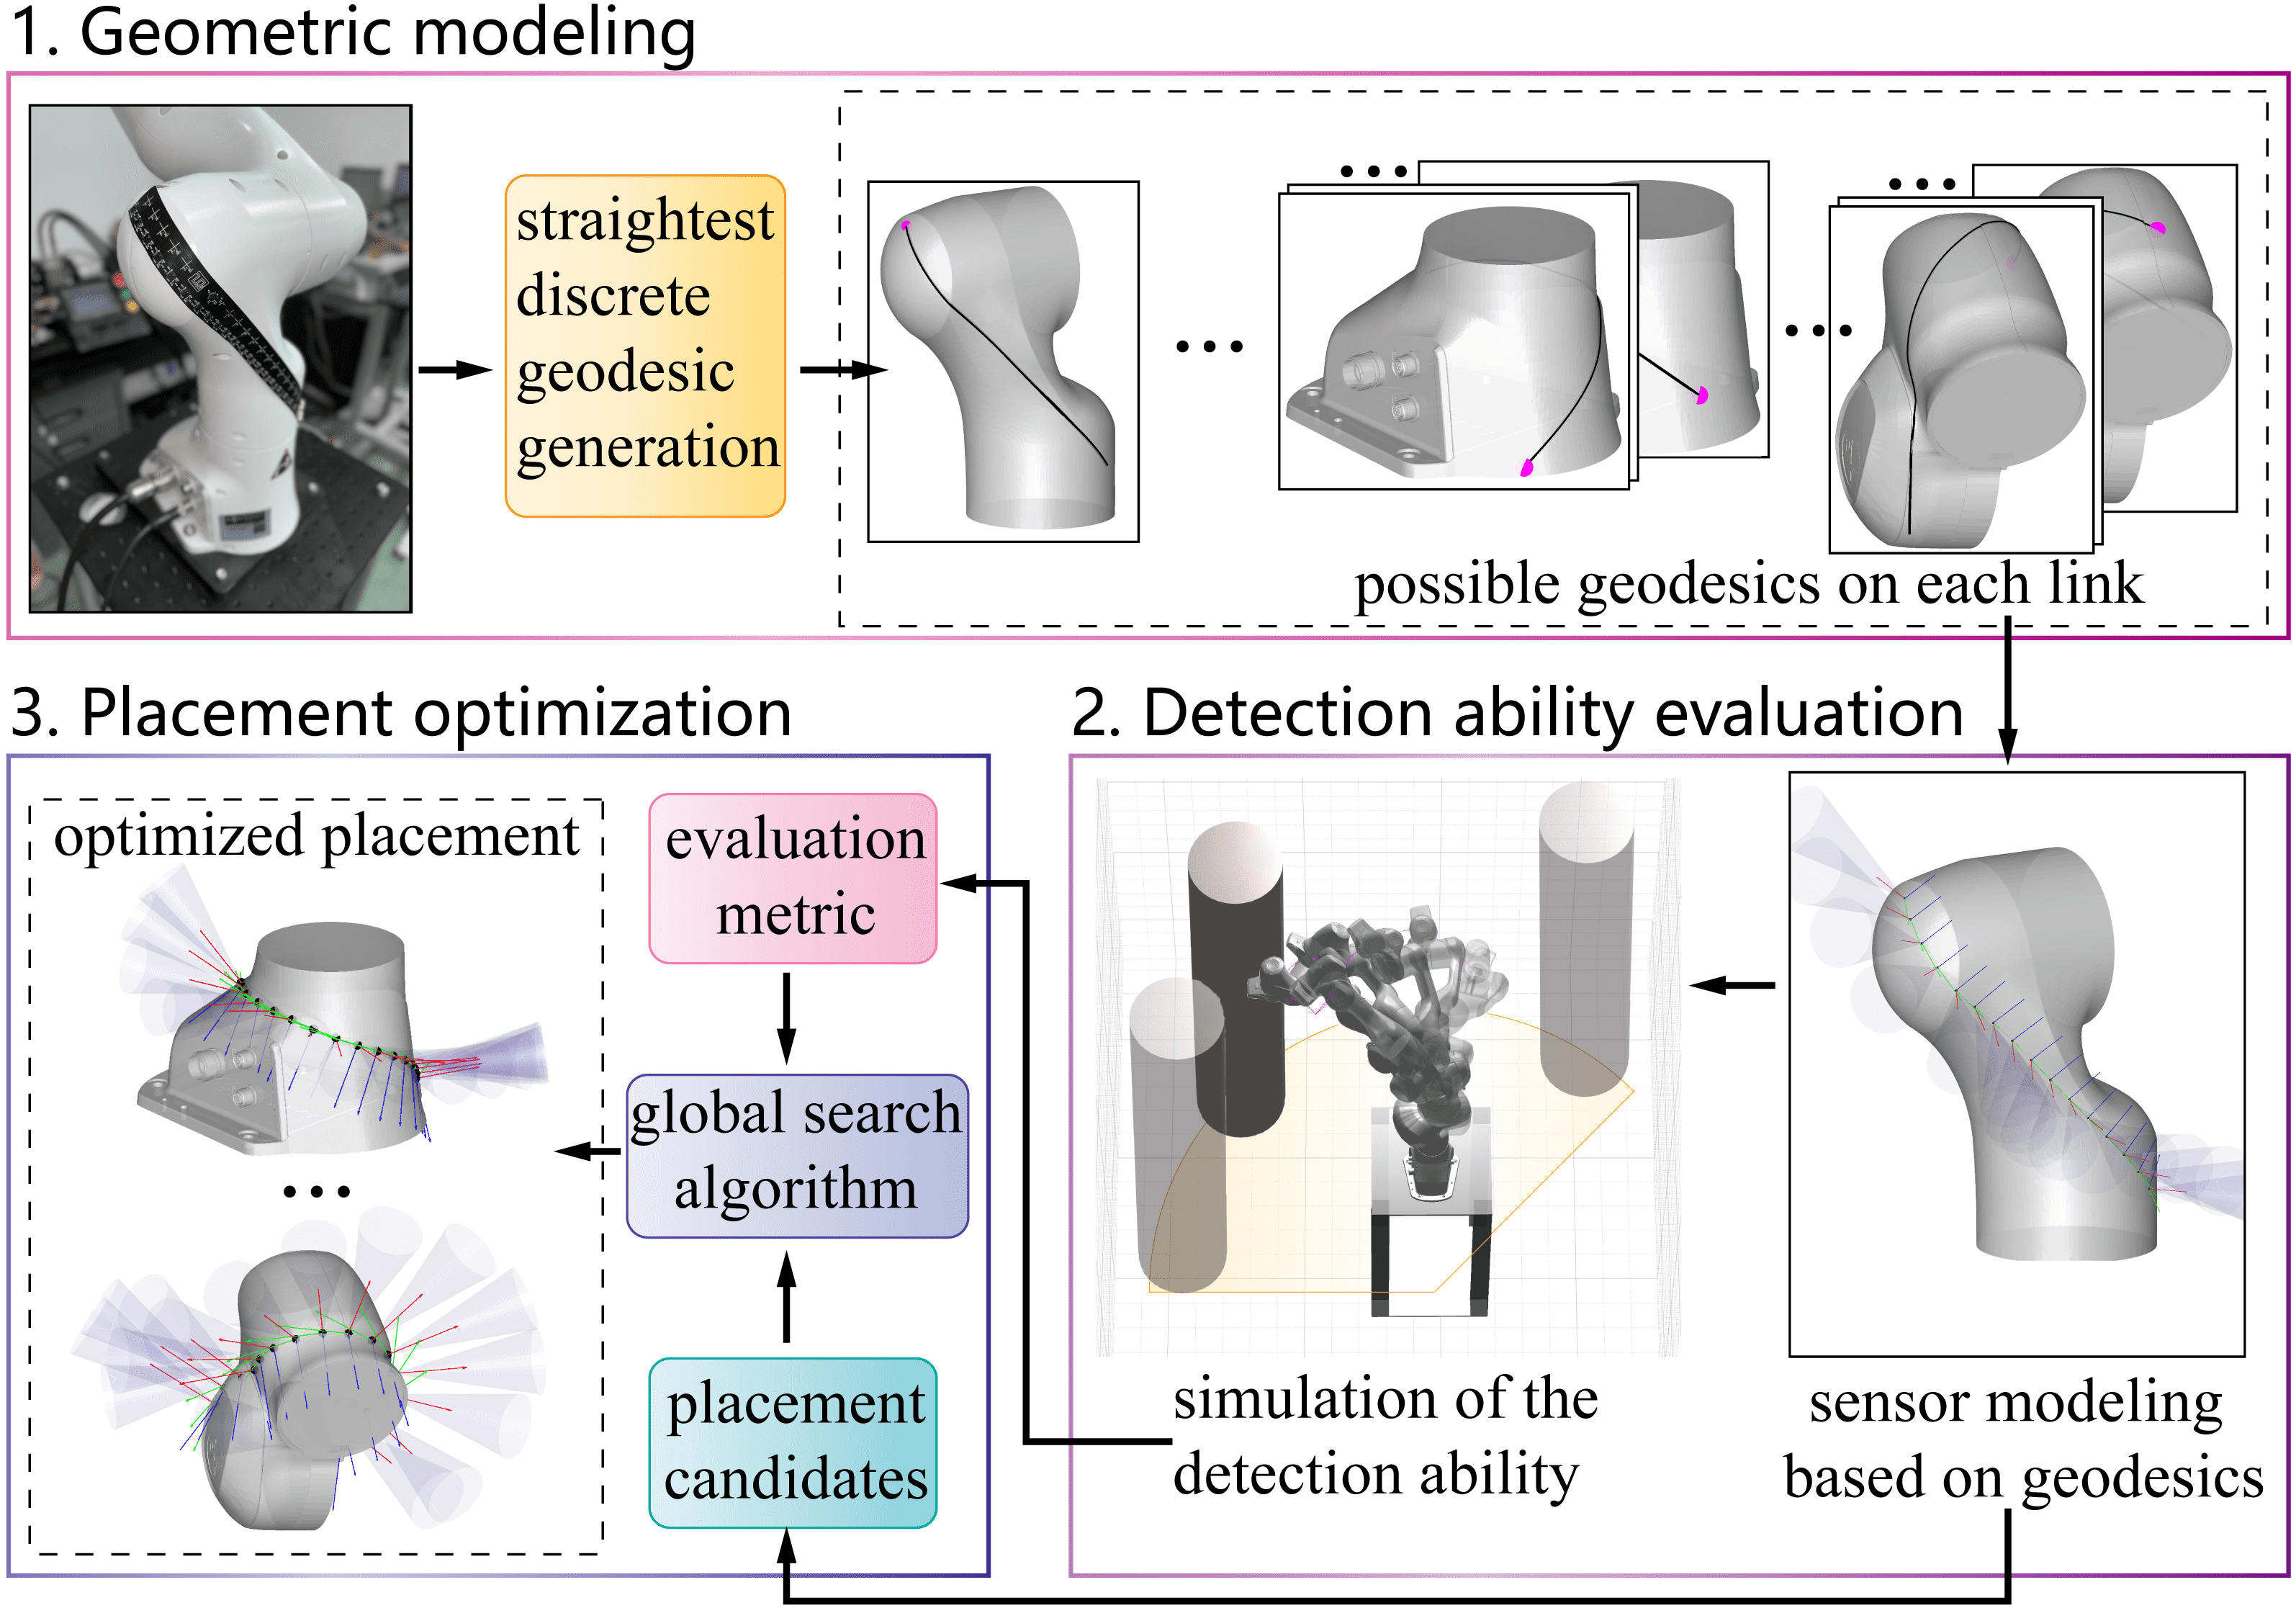 1. Geometric modeling
straightest
discrete
geodesic
generation
possible geodesics on each link
2. Detection ability evaluation
sensor modeling
based on geodesics
simulation of the
detection ability
3. Placement optimization
evaluation
metric
global search
algorithm
placement
candidates
optimized placement